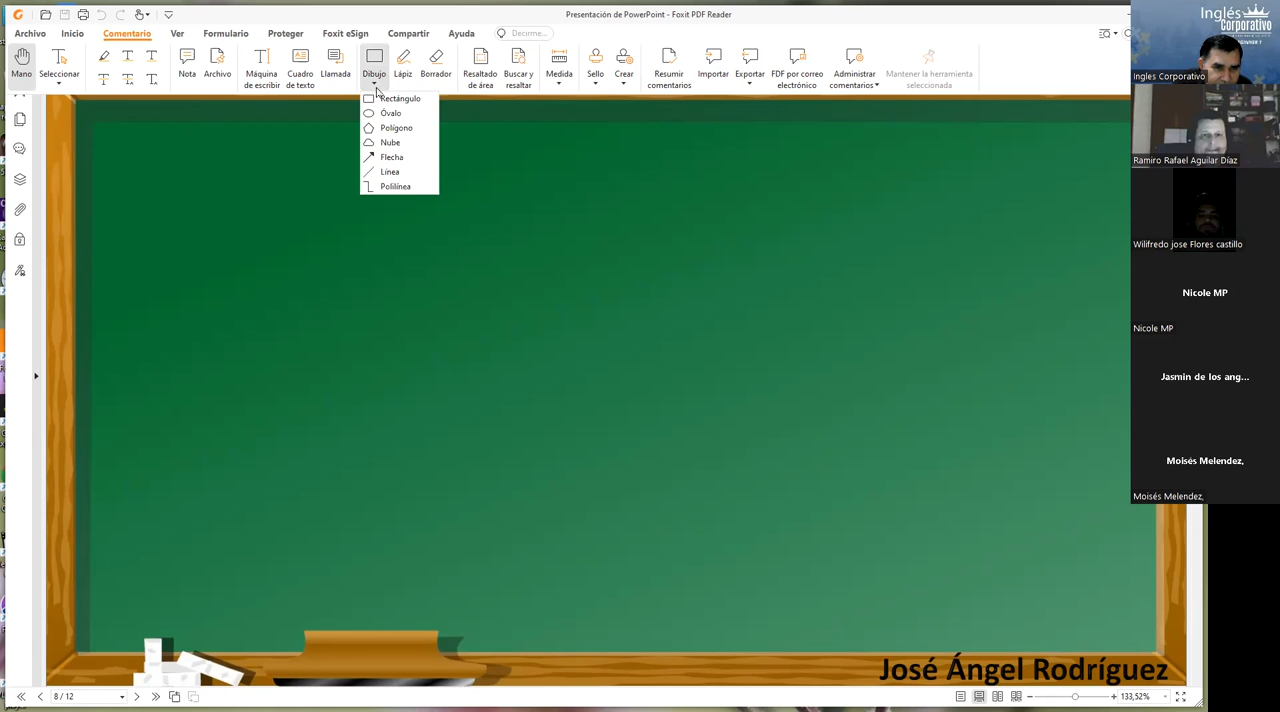 Presentación de PowerPoint - Foxit PDF Reader
Archivo Inicio Comentario Ver Formulario Proteger Foxit eSign Compartir Ayuda Decirme...
Mano
Seleccionar
Nota
Archivo
Máquina
de escribir
Cuadro
de texto
Llamada
Dibujo
Lápiz
Borrador
Resaltado
de área
Buscar y
resaltar
Medida
Sello
Crear
Resumir
comentarios
Importar
Exportar
PDF por correo
electrónico
Administrar
comentarios
Mantener la herramienta
seleccionada
Rectángulo
Óvalo
Polígono
Nube
Flecha
Línea
Polilínea
Inglés
Corporativo
Ingles Corporativo
Ramiro Rafael Aguilar Díaz
Wilifredo jose Flores castillo
Nicole MP
Nicole MP
Jasmin de los ang...
Moisés Melendez,
Moisés Melendez,
José Ángel Rodríguez
8 / 12
133,52%